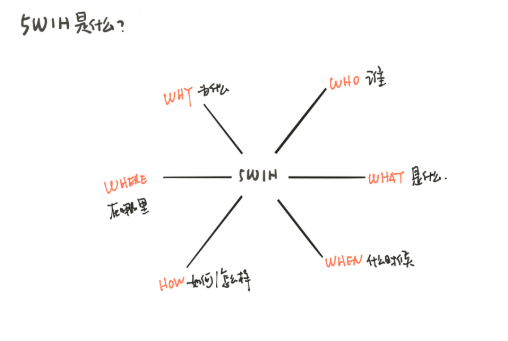 5W1H是什么?
WHY 为什么
WHO 谁
WHERE
在哪里
5W1H
WHAT 是什么.
HOW 如何/怎么样
WHEN 什么时候